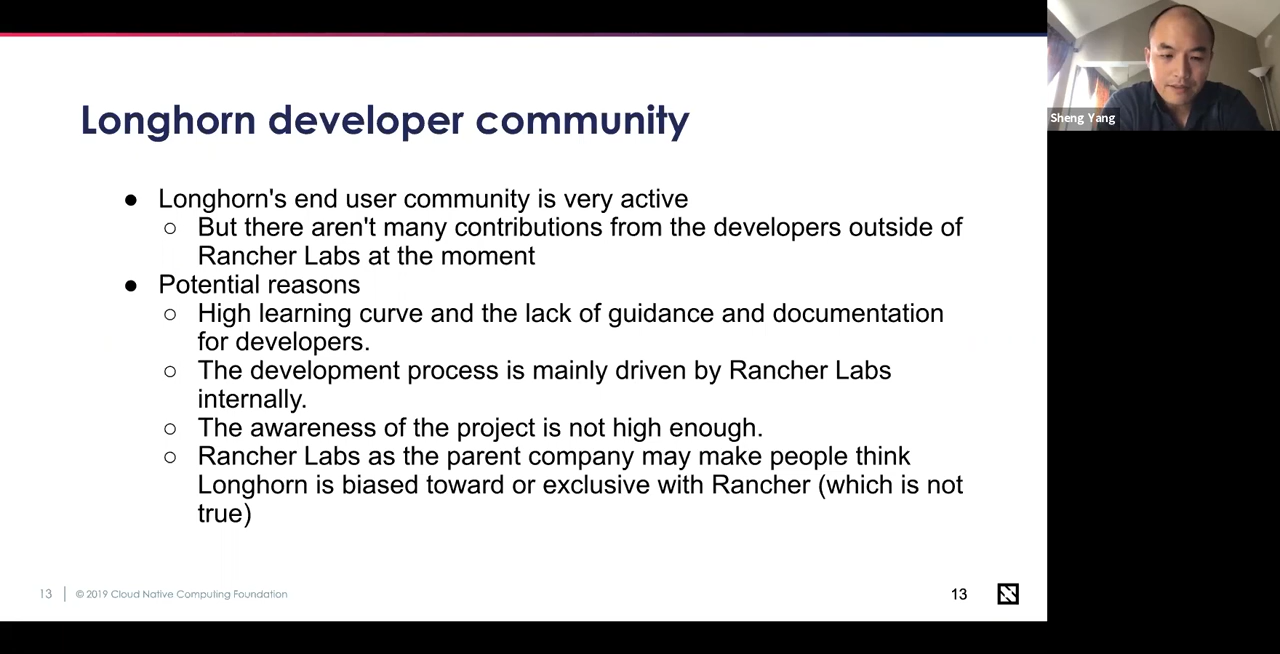 Longhorn developer community
● Longhorn's end user community is very active
○ But there aren't many contributions from the developers outside of
Rancher Labs at the moment
● Potential reasons
○ High learning curve and the lack of guidance and documentation
for developers.
○ The development process is mainly driven by Rancher Labs
internally.
○ The awareness of the project is not high enough.
○ Rancher Labs as the parent company may make people think
Longhorn is biased toward or exclusive with Rancher (which is not
true)
13 | © 2019 Cloud Native Computing Foundation
13
Sheng Yang